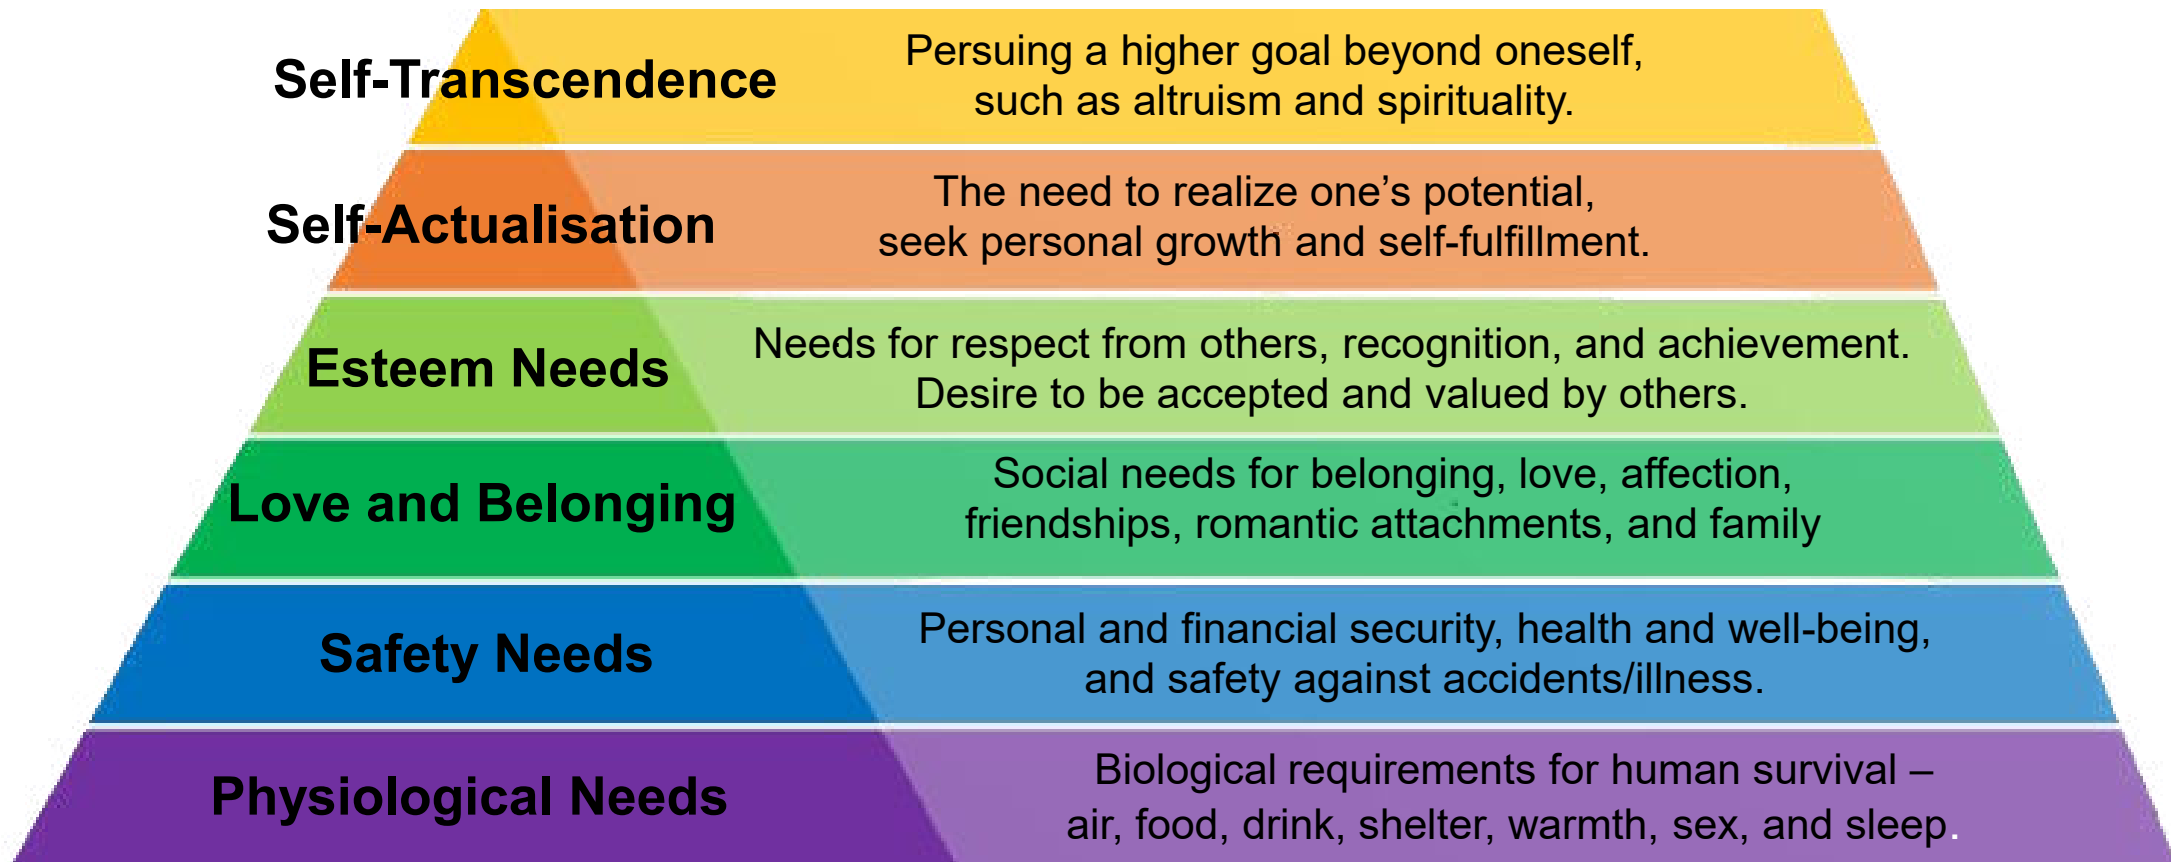 Self-Transcendence
Persuing a higher goal beyond oneself,
such as altruism and spirituality.
Self-Actualisation
The need to realize one’s potential,
seek personal growth and self-fulfillment.
Esteem Needs
Needs for respect from others, recognition, and achievement.
Desire to be accepted and valued by others.
Love and Belonging
Social needs for belonging, love, affection,
friendships, romantic attachments, and family
Safety Needs
Personal and financial security, health and well-being,
and safety against accidents/illness.
Physiological Needs
Biological requirements for human survival –
air, food, drink, shelter, warmth, sex, and sleep.